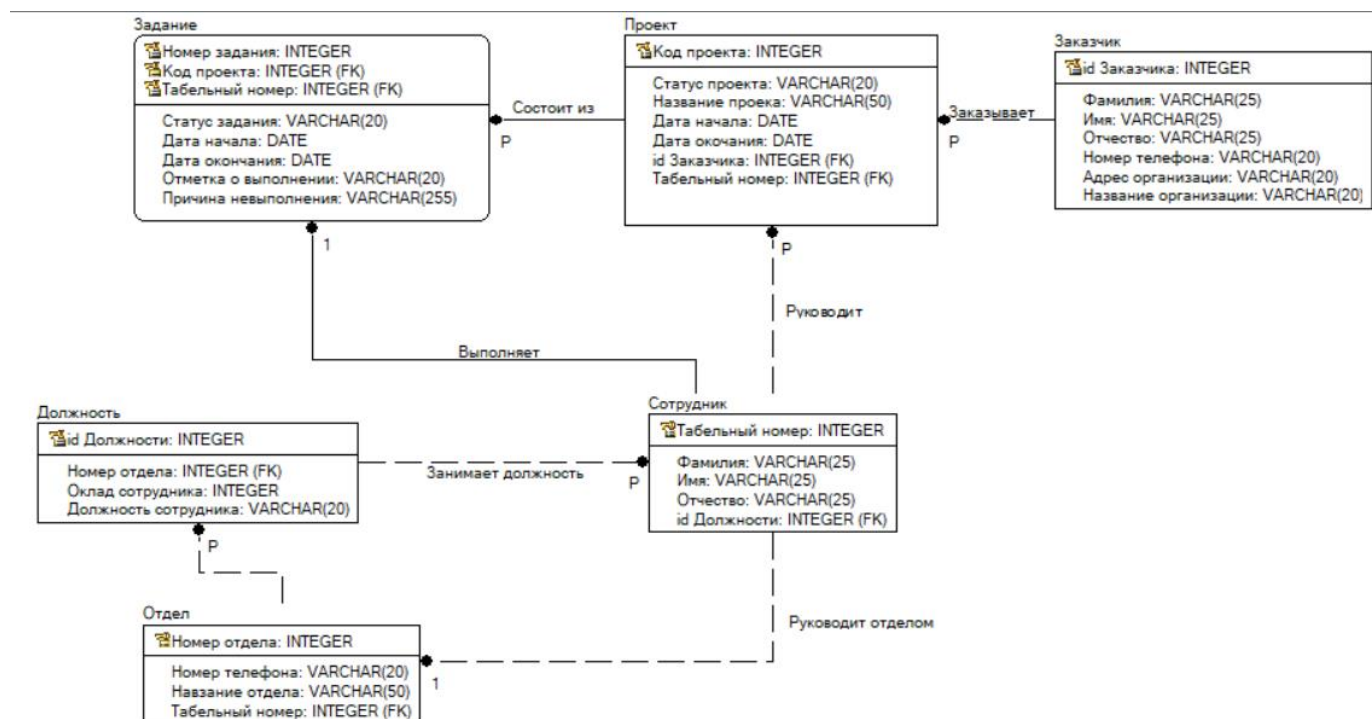 Задание
Номер задания: INTEGER
Код проекта: INTEGER (FK)
Табельный номер: INTEGER (FK)
Статус задания: VARCHAR(20)
Дата начала: DATE
Дата окончания: DATE
Отметка о выполнении: VARCHAR(20)
Причина невыполнения: VARCHAR(255)
Состоит из
P
Проект
Код проекта: INTEGER
Статус проекта: VARCHAR(20)
Название проека: VARCHAR(50)
Дата начала: DATE
Дата окочания: DATE
id Заказчика: INTEGER (FK)
Табельный номер: INTEGER (FK)
Заказывает
P
Заказчик
id Заказчика: INTEGER
Фамилия: VARCHAR(25)
Имя: VARCHAR(25)
Отчество: VARCHAR(25)
Номер телефона: VARCHAR(20)
Адрес организации: VARCHAR(20)
Название организации: VARCHAR(20)
1
P
Руководит
Выполняет
Должность
id Должности: INTEGER
Номер отдела: INTEGER (FK)
Оклад сотрудника: INTEGER
Должность сотрудника: VARCHAR(20)
Занимает должность
P
Сотрудник
Табельный номер: INTEGER
Фамилия: VARCHAR(25)
Имя: VARCHAR(25)
Отчество: VARCHAR(25)
id Должности: INTEGER (FK)
P
Отдел
Номер отдела: INTEGER
Номер телефона: VARCHAR(20)
Навзание отдела: VARCHAR(50)
Табельный номер: INTEGER (FK)
Руководит отделом
1